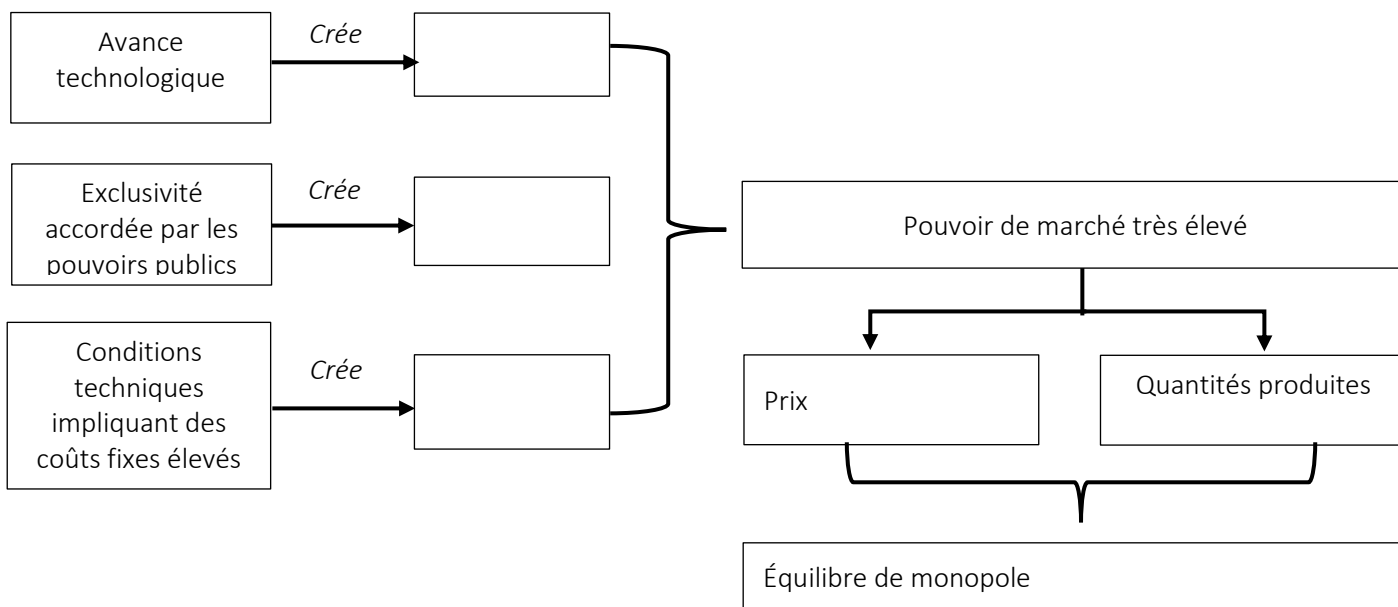 Avance
technologique
Crée
Exclusivité
accordée par les
pouvoirs publics
Crée
Conditions
techniques
impliquant des
coûts fixes élevés
Crée
Pouvoir de marché très élevé
Prix
Quantités produites
Équilibre de monopole